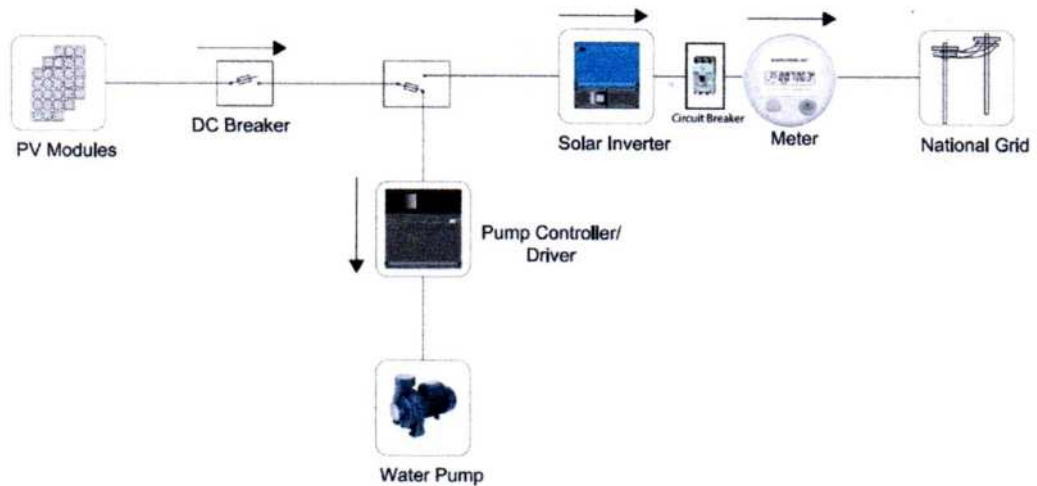 PV Modules
DC Breaker
Solar Inverter
Circuit Breaker
Meter
National Grid
Pump Controller/
Driver
Water Pump